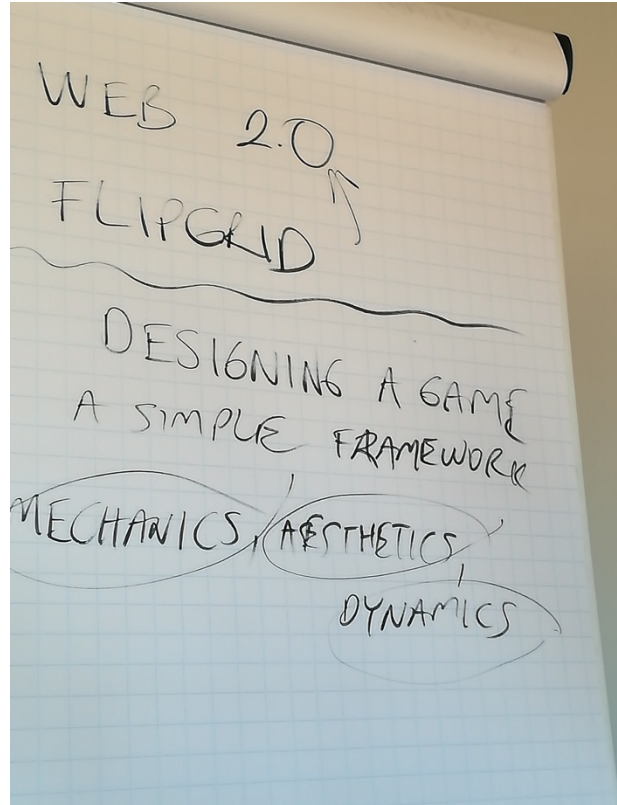 WEB 2.0
FLIPGRID
DESIGNING A GAME
A SIMPLE FRAMEWORK
MECHANICS, AESTHETICS,
DYNAMICS